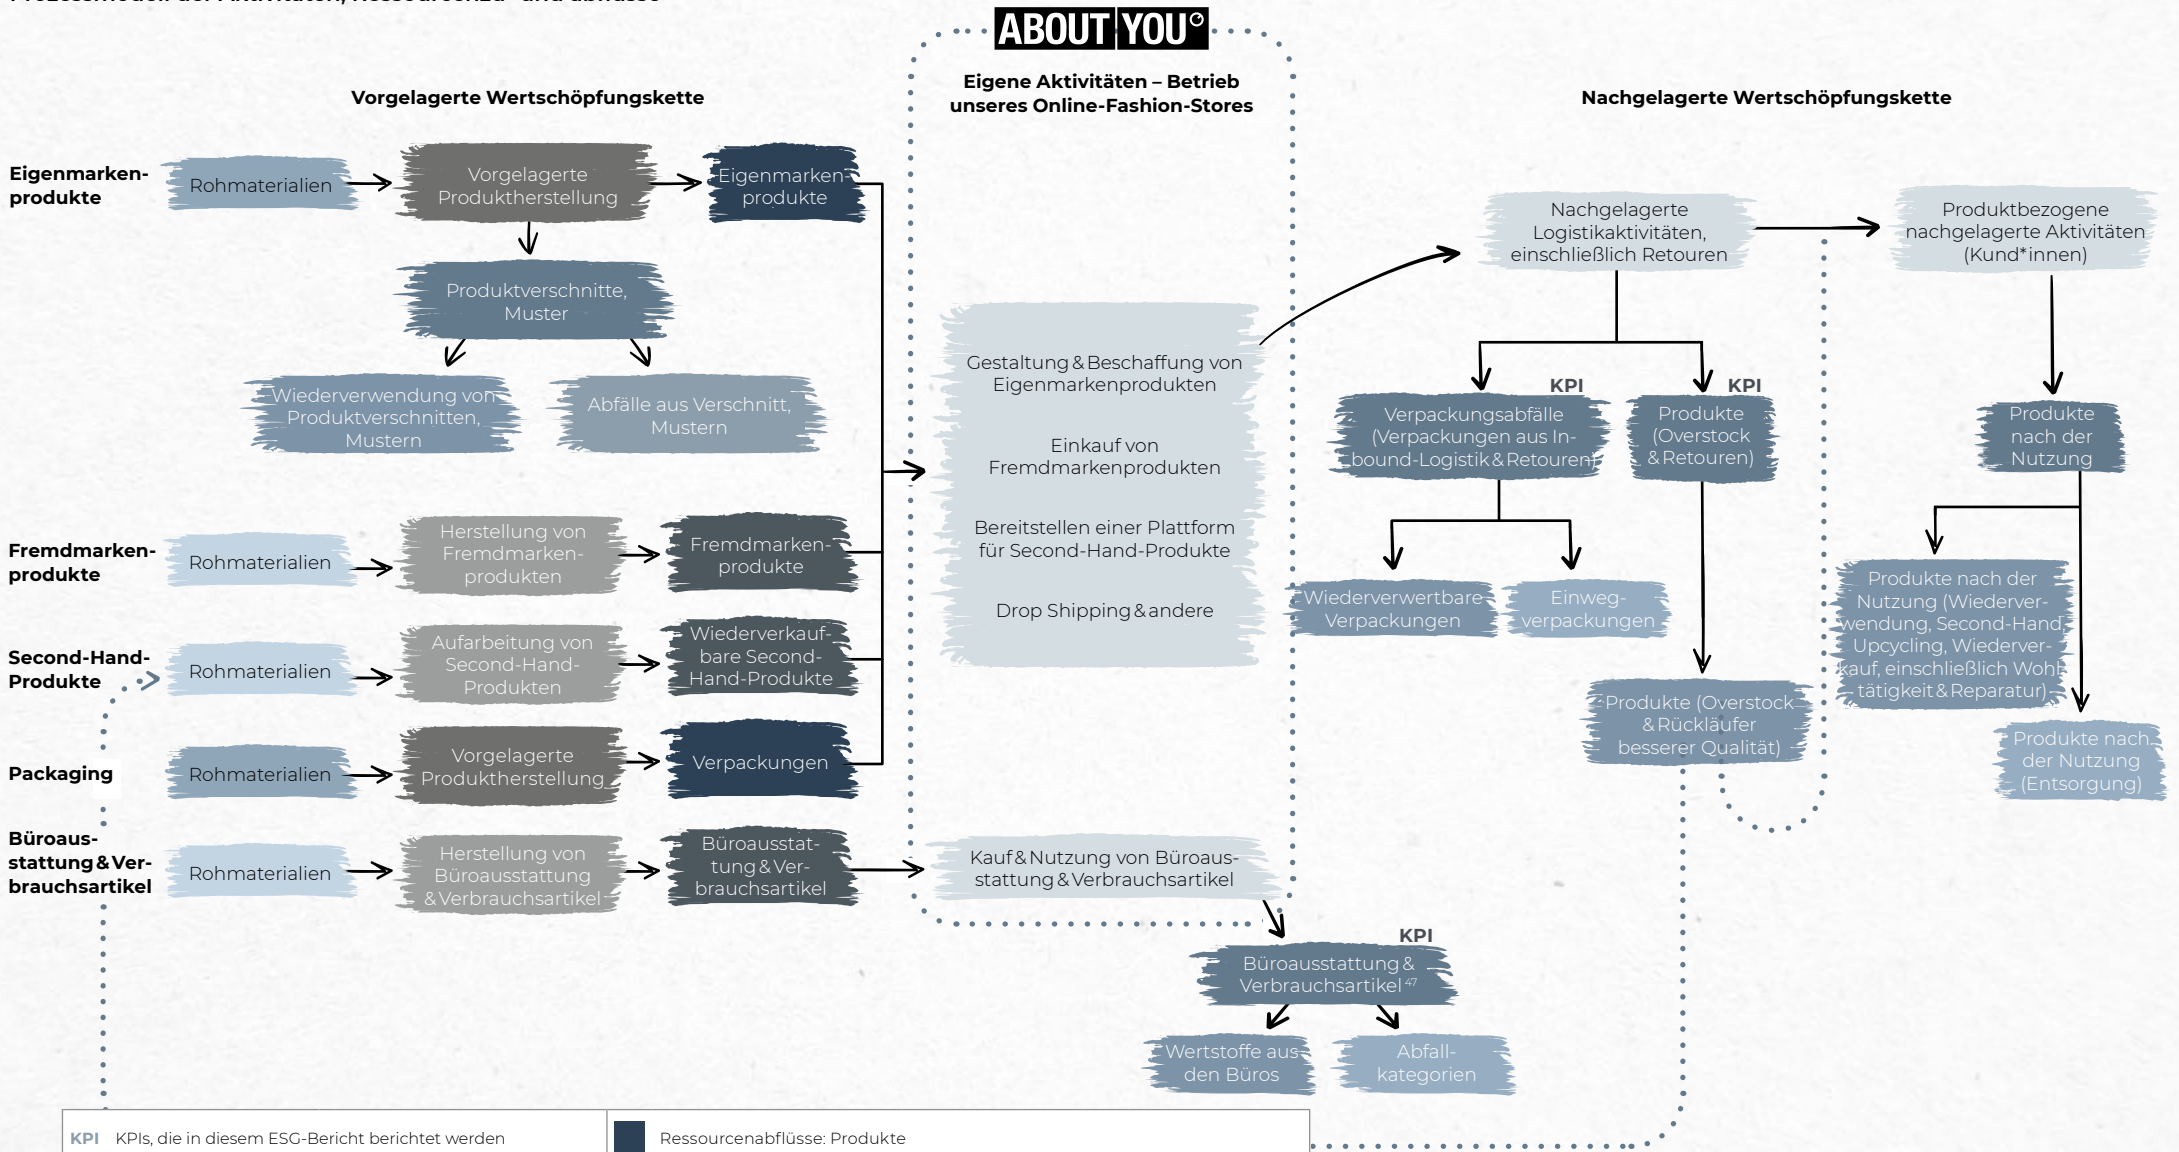 ABOUT YOU°
Eigene Aktivitäten – Betrieb
unseres Online-Fashion-Stores
Vorgelagerte Wertschöpfungskette
Nachgelagerte Wertschöpfungskette
Eigenmarken-
produkte
Rohmaterialien
Vorgelagerte
Produktherstellung
Eigenmarken-
produkte
Produktverschnitte,
Muster
Wiederverwendung von
Produktverschnitten,
Mustern
Abfälle aus Verschnitt,
Mustern
Fremdmarken-
produkte
Rohmaterialien
Herstellung von
Fremdmarken-
produkten
Fremdmarken-
produkte
Second-Hand-
Produkte
Rohmaterialien
Aufarbeitung von
Second-Hand-
Produkten
Wiederverkauf-
bare Second-
Hand-Produkte
Packaging
Rohmaterialien
Vorgelagerte
Produktherstellung
Verpackungen
Büroaus-
stattung & Ver-
brauchsartikel
Rohmaterialien
Herstellung von
Büroausstattung
& Verbrauchsartikel
Büroausstat-
tung & Ver-
brauchsartikel
Gestaltung & Beschaffung von
Eigenmarkenprodukten
Einkauf von
Fremdmarkenprodukten
Bereitstellen einer Plattform
für Second-Hand-Produkte
Drop Shipping & andere
Kauf & Nutzung von Büroaus-
stattung & Verbrauchsartikel
KPI
Büroausstattung &
Verbrauchsartikel 47
Wertstoffe aus
den Büros
Abfall-
kategorien
Nachgelagerte
Logistikaktivitäten,
einschließlich Retouren
KPI
Verpackungsabfälle
(Verpackungen aus In-
bound-Logistik & Retouren)
KPI
Produkte
(Overstock
& Retouren)
Wiederverwertbare
Verpackungen
Einweg-
verpackungen
Produkte (Overstock
& Rückläufer
besserer Qualität)
Produktbezogene
nachgelagerte Aktivitäten
(Kund*innen)
Produkte
nach der
Nutzung
Produkte nach der
Nutzung (Wiederver-
wendung, Second-Hand,
Upcycling, Wiederver-
kauf, einschließlich Wohl-
tätigkeit & Reparatur)
Produkte nach
der Nutzung
(Entsorgung)
KPI KPIs, die in diesem ESG-Bericht berichtet werden
Ressourcenabflüsse: Produkte